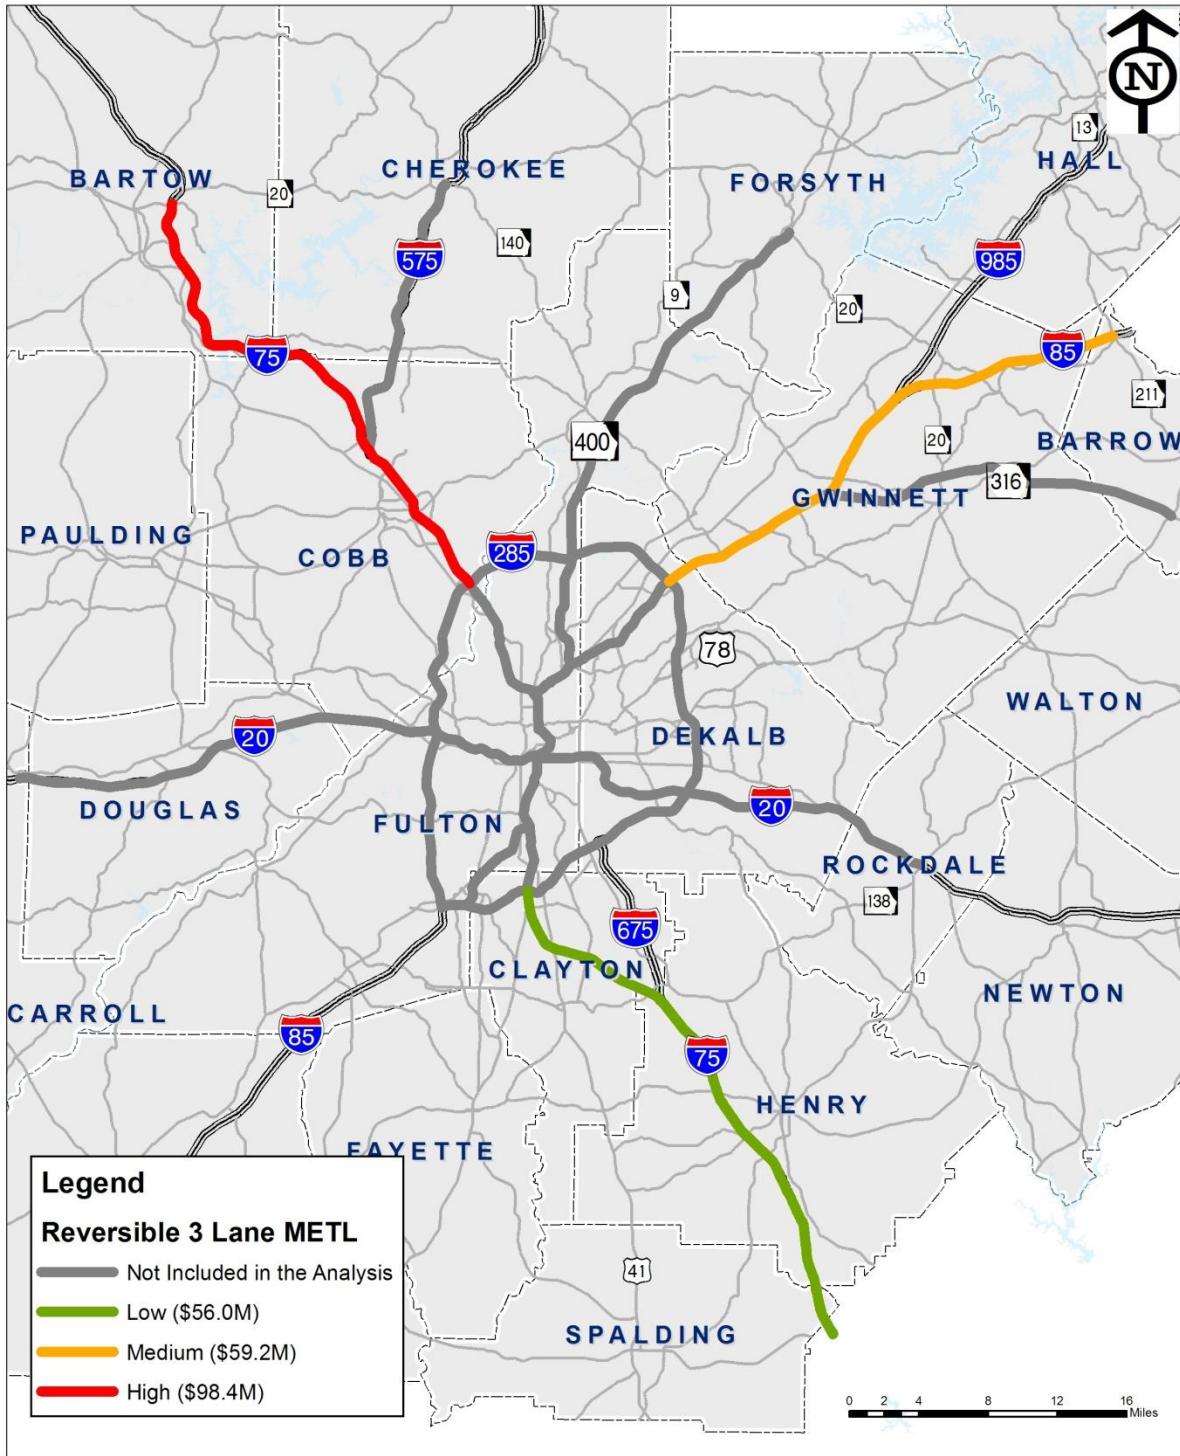 N
13
HALL
BARTOW
CHEROKEE
20
FORSYTH
140
575
985
9
20
75
85
211
400
20
BARROW
316
GWINNETT
PAULDING
COBB
285
78
WALTON
20
DEKALB
20
DOUGLAS
FULTON
ROCKDALE
138
675
CLAYTON
NEWTON
CARROLL
85
75
HENRY
FAYETTE
41
SPALDING
Legend
Reversible 3 Lane METL
Not Included in the Analysis
Low ($56.0M)
Medium ($59.2M)
High ($98.4M)
0 2 4 8 12 16
Miles